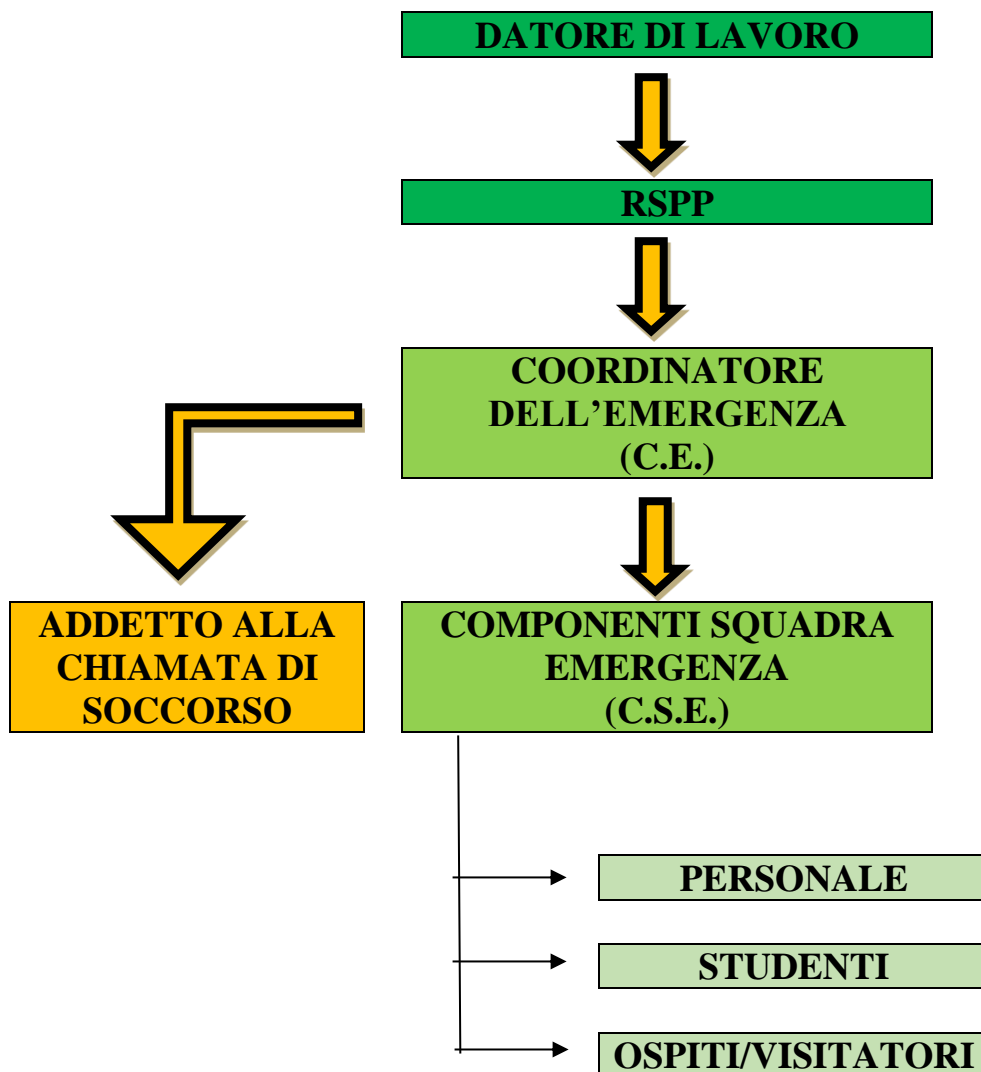 DATORE DI LAVORO
RSPP
COORDINATORE
DELL’EMERGENZA
(C.E.)
ADDETTO ALLA
CHIAMATA DI
SOCCORSO
COMPONENTI SQUADRA
EMERGENZA
(C.S.E.)
PERSONALE
STUDENTI
OSPITI/VISITATORI